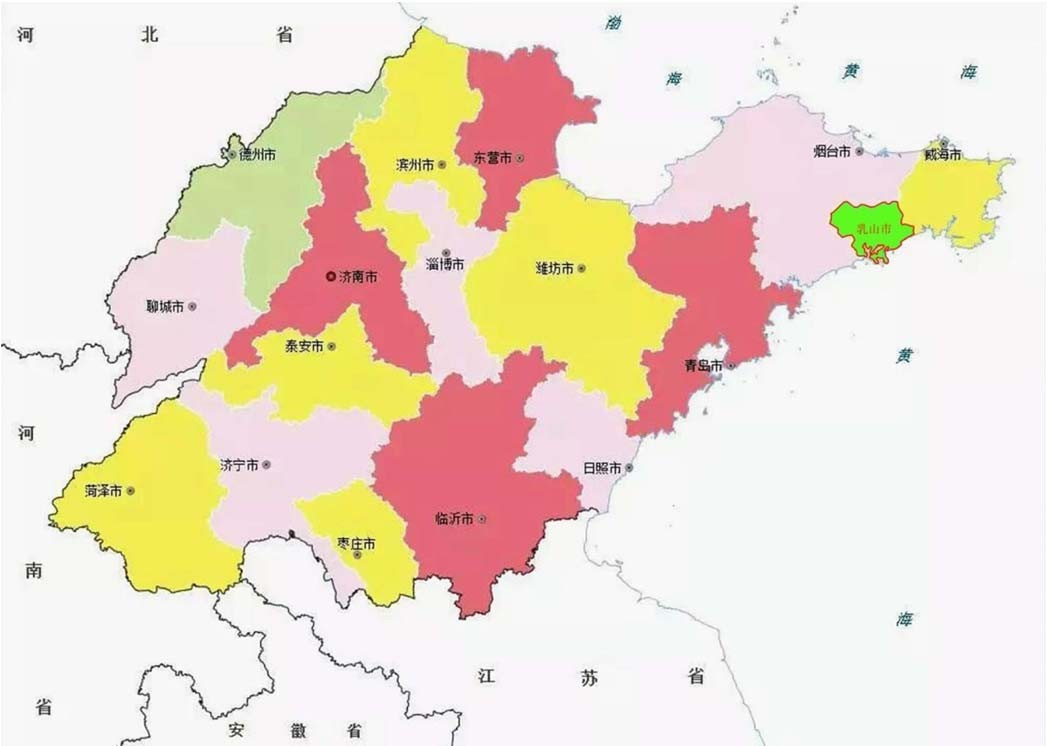 渤
河 北 省
海
黄 海
德州市
滨州市
东营市
烟台市
威海市
乳山市
淄博市
潍坊市
济南市
聊城市
泰安市
黄
青岛市
河
济宁市
日照市
菏泽市
临沂市
枣庄市
南
海
江 苏 省
省
安 徽 省